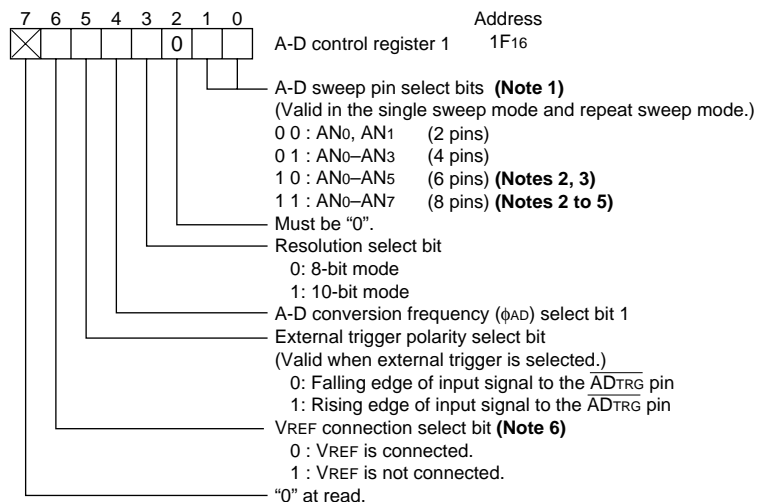 7 6 5 4 3 2 1 0 Address
0 A-D control register 1 1F16
A-D sweep pin select bits (Note 1)
(Valid in the single sweep mode and repeat sweep mode.)
0 0 : AN0, AN1 (2 pins)
0 1 : AN0–AN3 (4 pins)
1 0 : AN0–AN5 (6 pins) (Notes 2, 3)
1 1 : AN0–AN7 (8 pins) (Notes 2 to 5)
Must be “0”.
Resolution select bit
0: 8-bit mode
1: 10-bit mode
A-D conversion frequency (ϕAD) select bit 1
External trigger polarity select bit
(Valid when external trigger is selected.)
0: Falling edge of input signal to the ADTRG pin
1: Rising edge of input signal to the ADTRG pin
VREF connection select bit (Note 6)
0 : VREF is connected.
1 : VREF is not connected.
“0” at read.